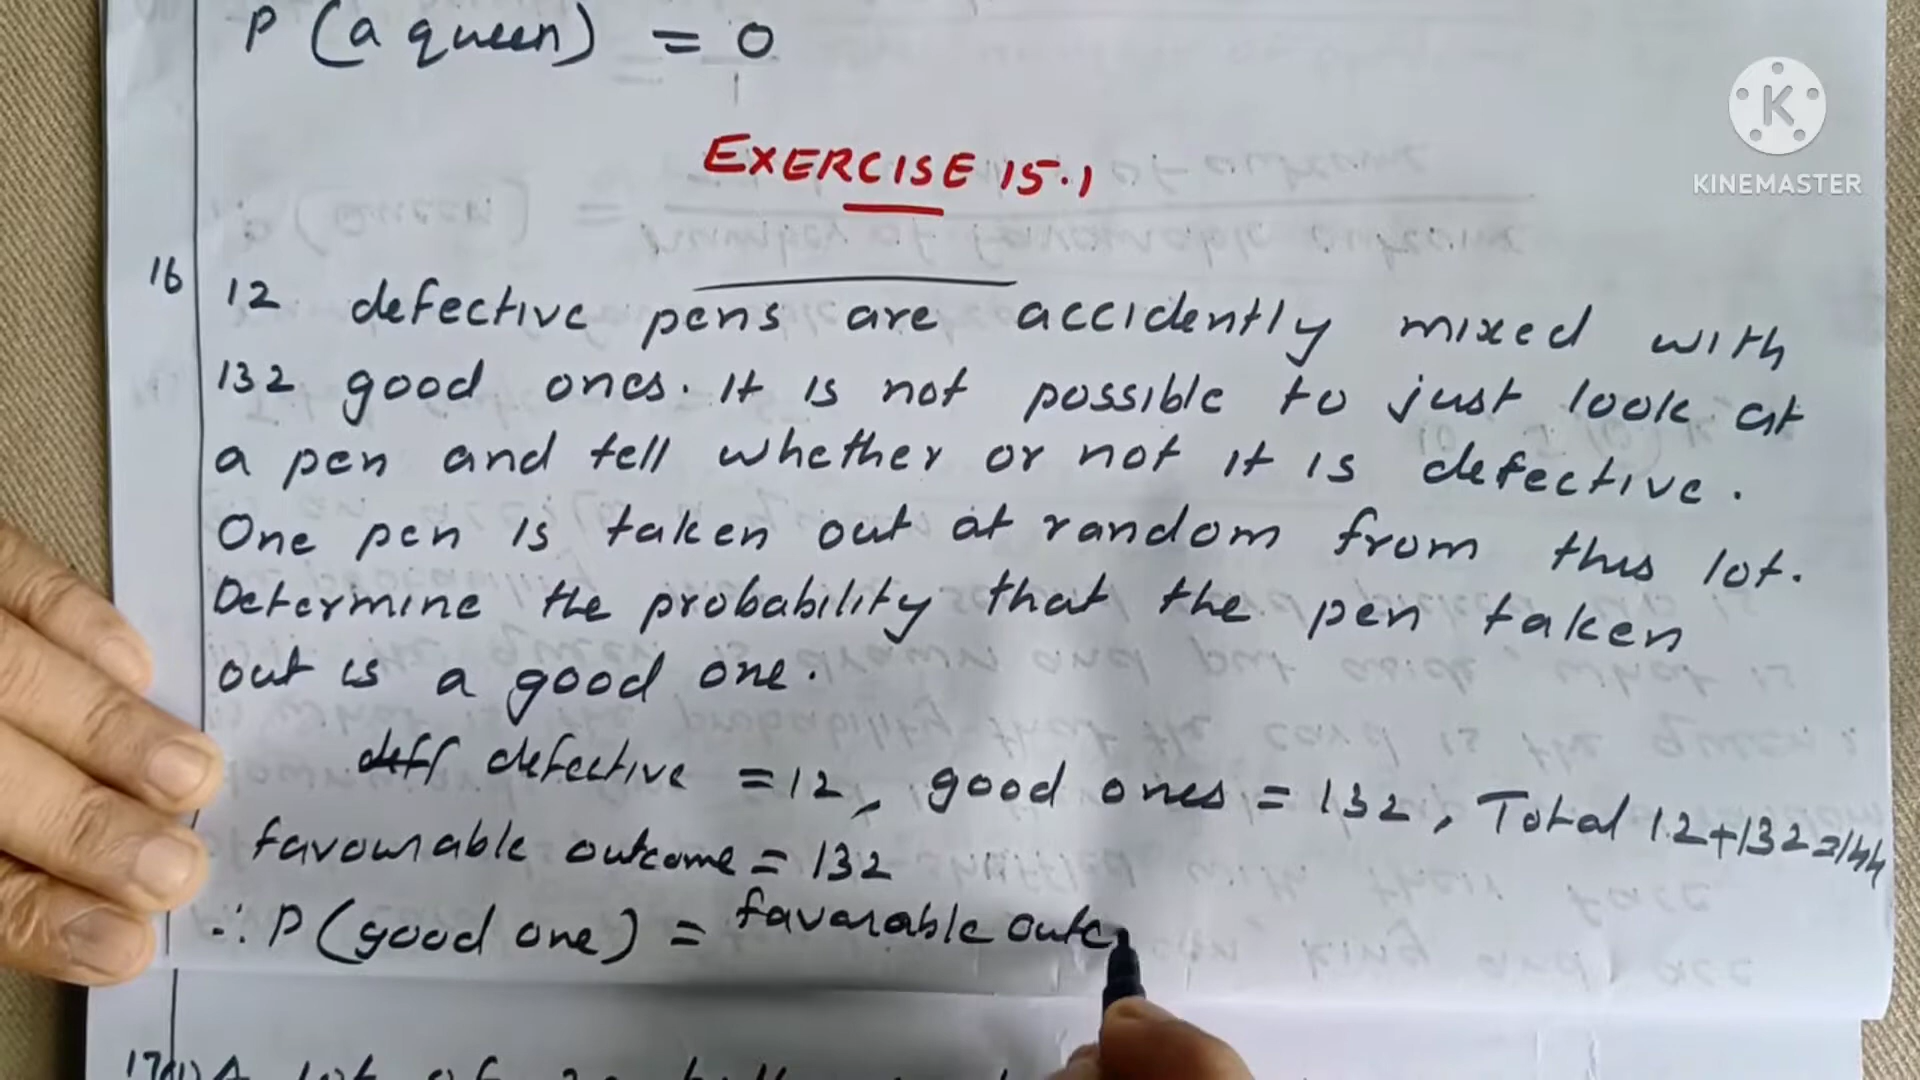 P (a queen) = 0
KINEMASTER
EXERCISE 15.1
16 12 defective pens are accidently mixed with
132 good ones. It is not possible to just look at
a pen and tell whether or not it is defective.
One pen is taken out at random from this lot.
Determine the probability that the pen taken
out is a good one.
deff defective = 12, good ones = 132, Total 12+132=144
favourable outcome = 132
∴ P (good one) = favorable outc